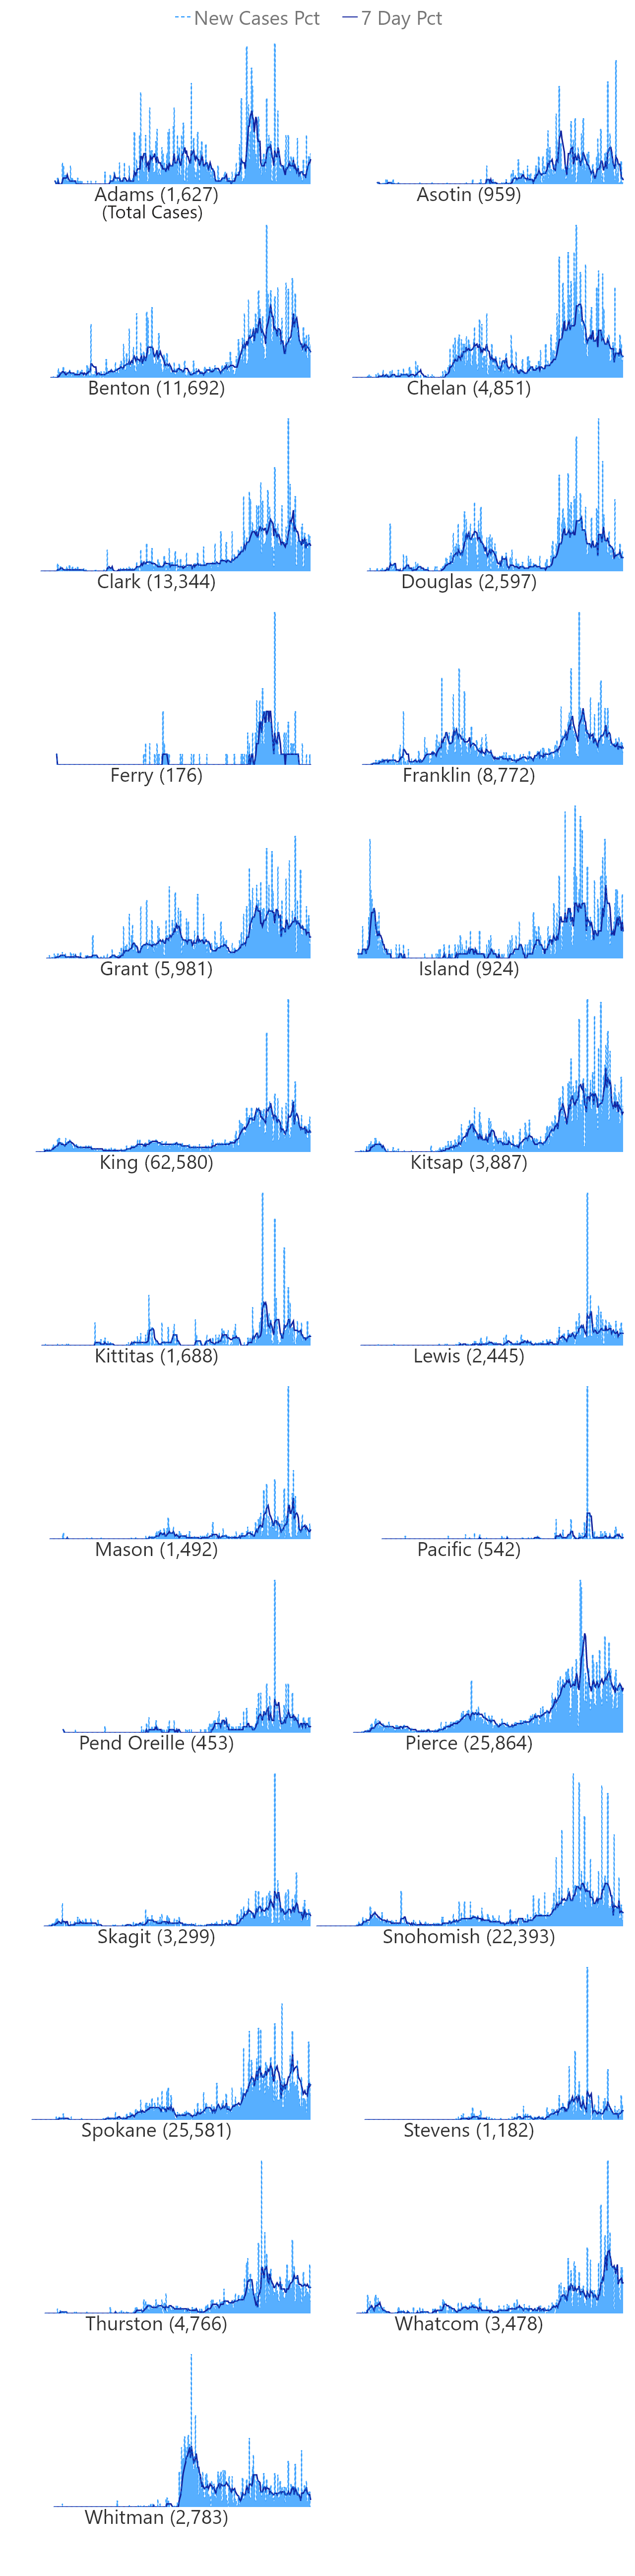 New Cases Pct 7 Day Pct
Adams (1,627)
(Total Cases)
Asotin (959)
Benton (11,692)
Chelan (4,851)
Clark (13,344)
Douglas (2,597)
Ferry (176)
Franklin (8,772)
Grant (5,981)
Island (924)
King (62,580)
Kitsap (3,887)
Kittitas (1,688)
Lewis (2,445)
Mason (1,492)
Pacific (542)
Pend Oreille (453)
Pierce (25,864)
Skagit (3,299)
Snohomish (22,393)
Spokane (25,581)
Stevens (1,182)
Thurston (4,766)
Whatcom (3,478)
Whitman (2,783)